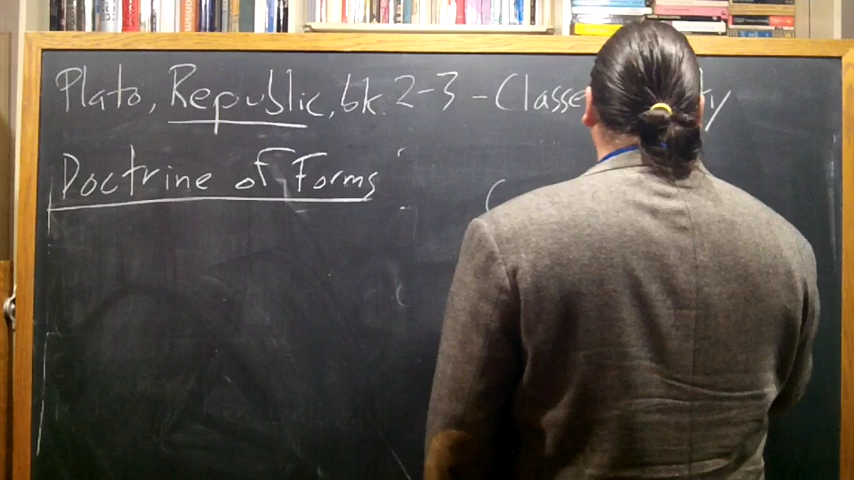 Plato, Republic, bk. 2-3 - Classe
Doctrine of Forms